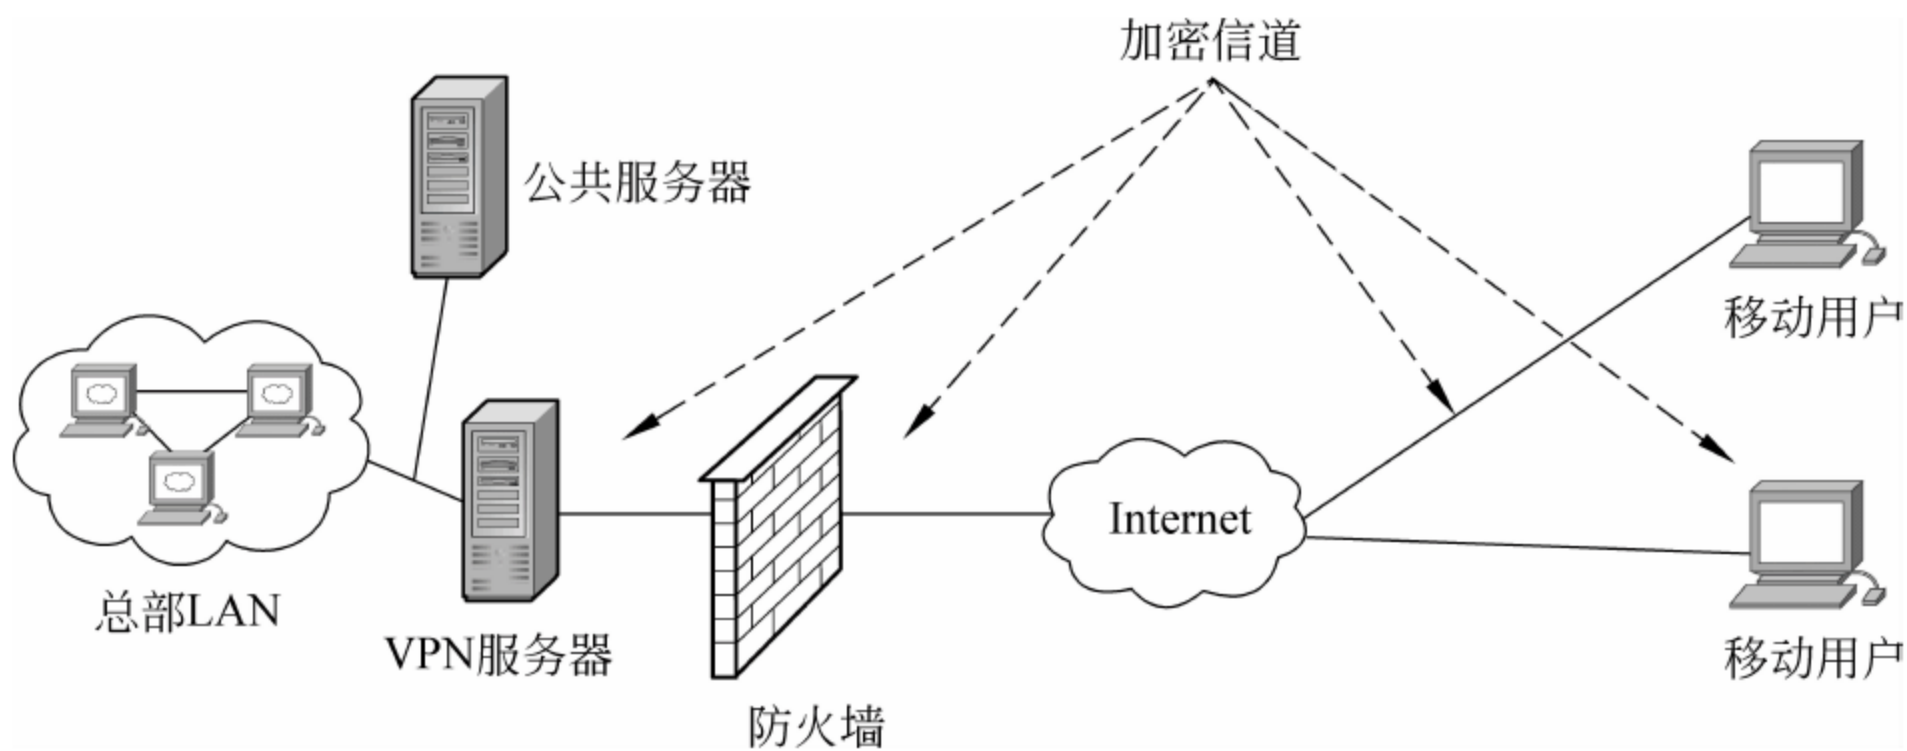 加密信道
公共服务器
移动用户
Internet
总部LAN
VPN服务器
移动用户
防火墙